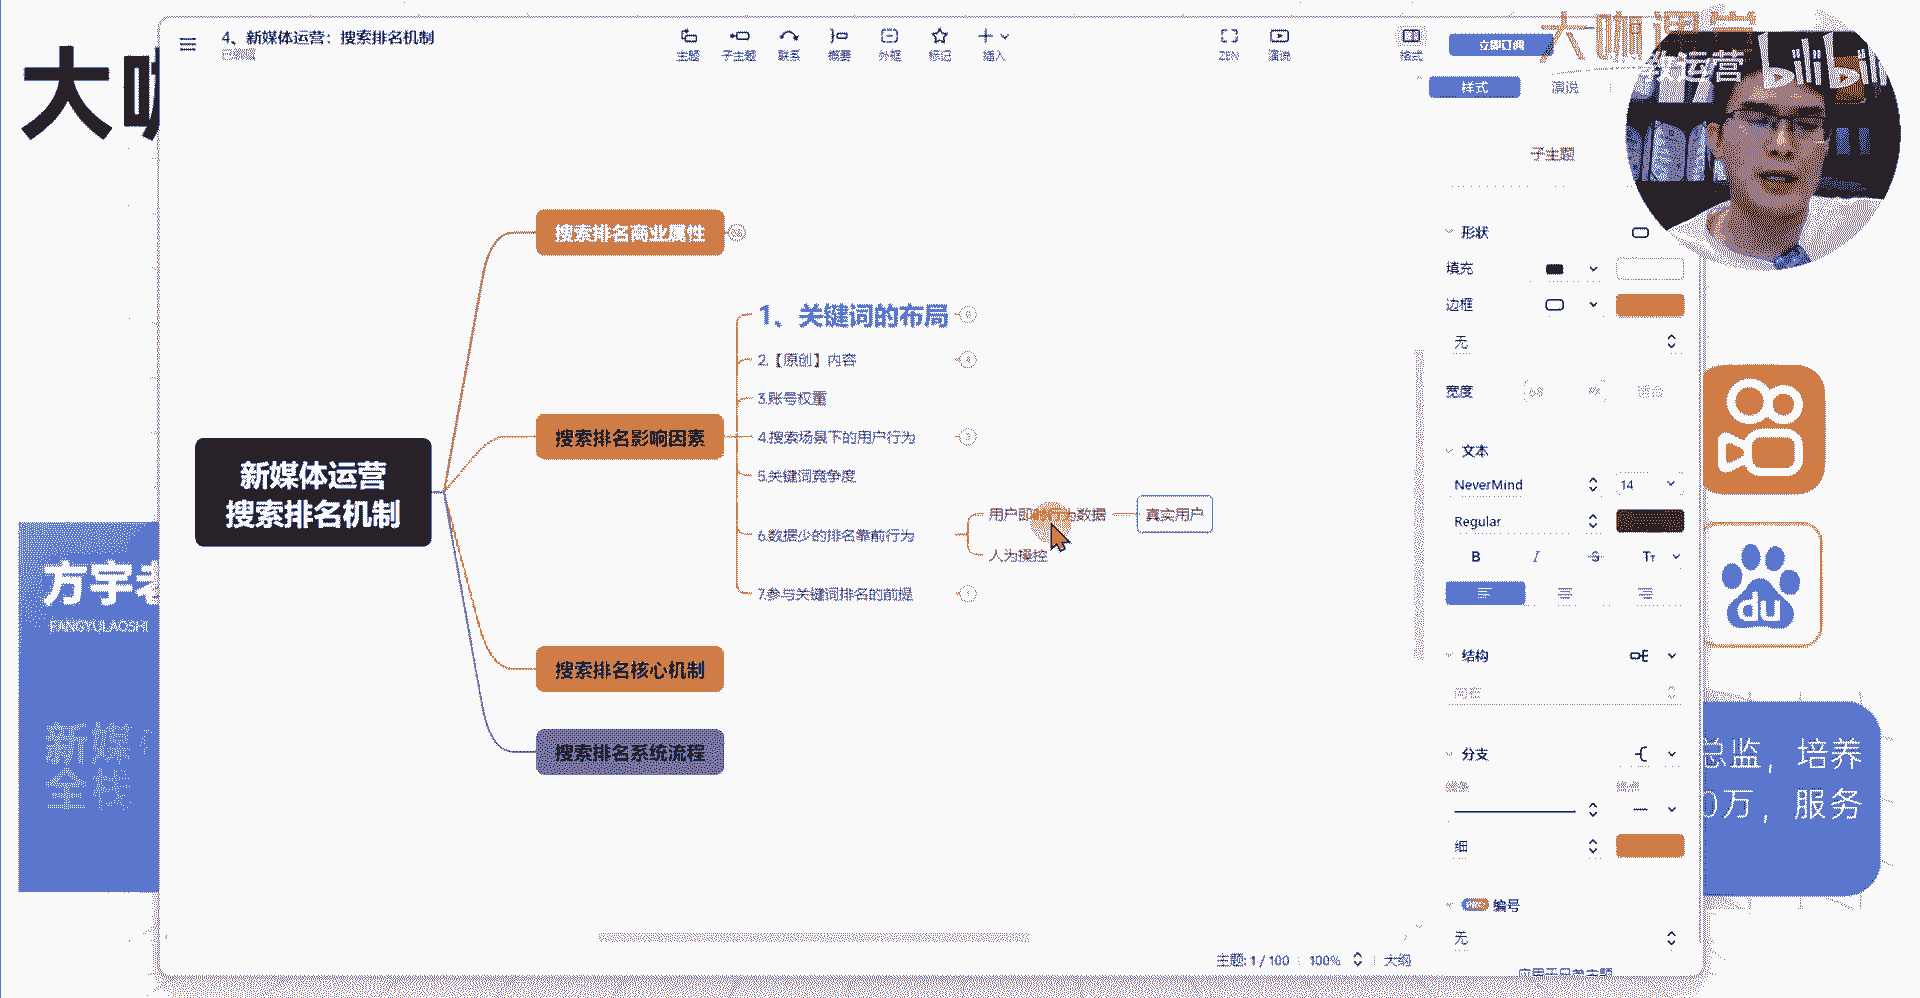 4、新媒体运营：搜索排名机制
主题
子主题
联系
概要
外框
标记
插入
ZEN
演说
格式
立即订阅
样式
演说
子主题
大咖
大咖课堂
教运营
bilibili
形状
填充
边框
无
宽度
68
文本
NeverMind
14
Regular
B
I
S
结构
分支
细
PRO
编号
无
搜索排名商业属性
1、关键词的布局
2.【原创】内容
3.账号权重
搜索排名影响因素
4.搜索场景下的用户行为
5.关键词竞争度
新媒体运营
搜索排名机制
用户即时行为数据
真实用户
6.数据少的排名靠前行为
人为操控
7.参与关键词排名的前提
搜索排名核心机制
搜索排名系统流程
方宇老
FANGYULAOSHI
新媒
全栈
du
总监，培养
0万，服务
主题: 1 / 100
100%
大纲